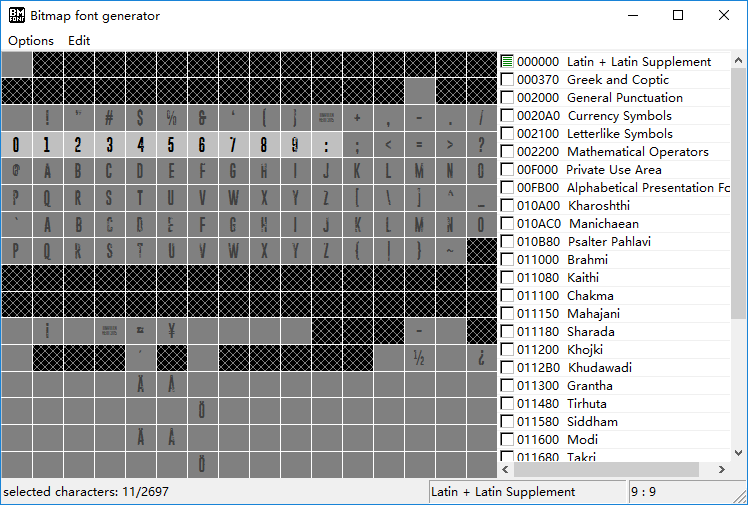 BM FONT Bitmap font generator
Options Edit
! " # $ % & ' ( ) + , - . /
0 1 2 3 4 5 6 7 8 9 : ; < = > ?
@ A B C D E F G H I J K L M N O
P Q R S T U V W X Y Z [ \ ] ^ _
` A B C D E F G H I J K L M N O
P Q R S T U V W X Y Z { | } ~
¡ ¥ -
½ ¿
Ä Å
Ö
Ä Å
Ö
000000 Latin + Latin Supplement
000370 Greek and Coptic
002000 General Punctuation
0020A0 Currency Symbols
002100 Letterlike Symbols
002200 Mathematical Operators
00F000 Private Use Area
00FB00 Alphabetical Presentation Fo
010A00 Kharoshthi
010AC0 Manichaean
010B80 Psalter Pahlavi
011000 Brahmi
011080 Kaithi
011100 Chakma
011150 Mahajani
011180 Sharada
011200 Khojki
0112B0 Khudawadi
011300 Grantha
011480 Tirhuta
011580 Siddham
011600 Modi
011680 Takri
selected characters: 11/2697
Latin + Latin Supplement
9 : 9